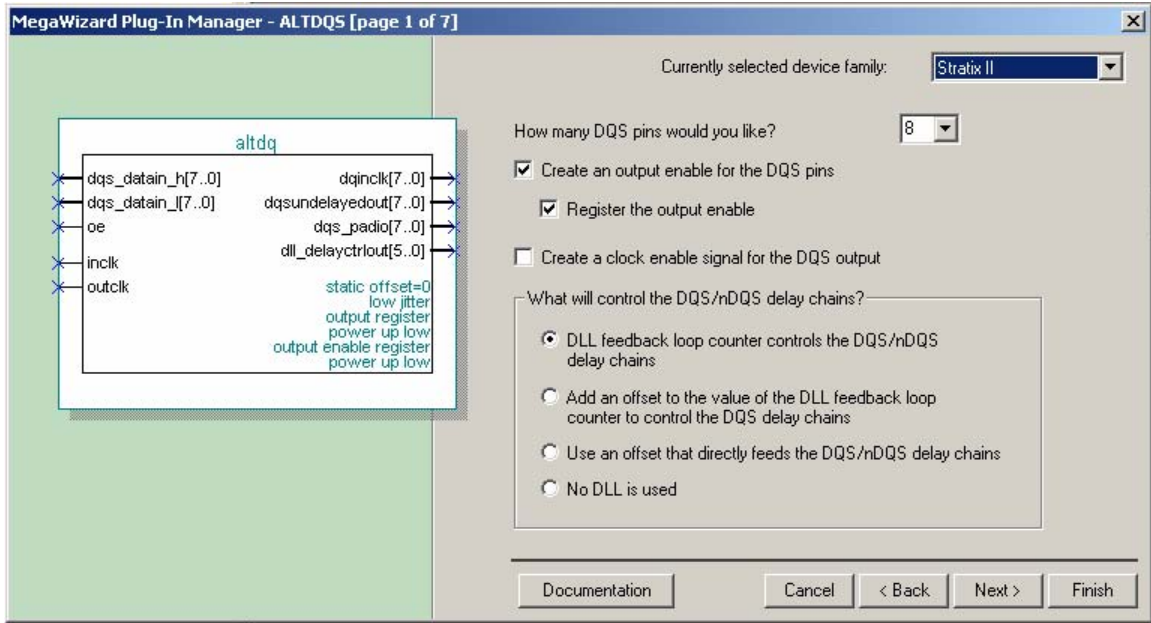 MegaWizard Plug-In Manager - ALTDQS [page 1 of 7]
Currently selected device family:
Stratix II
altdq
dqs_datain_h[7..0]
dqs_datain_l[7..0]
oe
inclk
outclk
dqinclk[7..0]
dqsundelayedout[7..0]
dqs_padio[7..0]
dll_delayctrlout[5..0]
static offset=0
low jitter
output register
power up low
output enable register
power up low
How many DQS pins would you like?
8
Create an output enable for the DQS pins
Register the output enable
Create a clock enable signal for the DQS output
What will control the DQS/nDQS delay chains?
DLL feedback loop counter controls the DQS/nDQS
delay chains
Add an offset to the value of the DLL feedback loop
counter to control the DQS delay chains
Use an offset that directly feeds the DQS/nDQS delay chains
No DLL is used
Documentation
Cancel
< Back
Next >
Finish